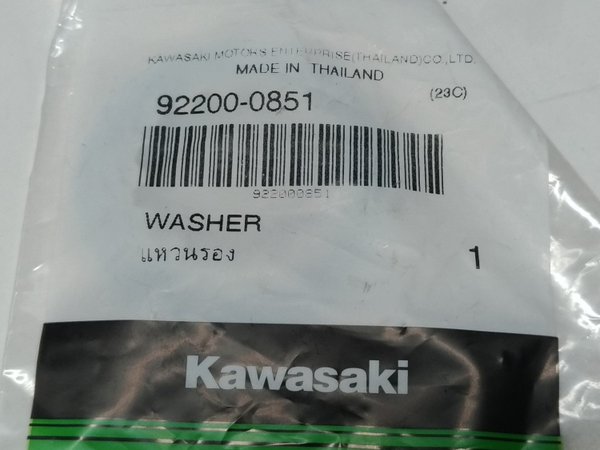 KAWASAKI MOTORS ENTERPRISE(THAILAND)CO.,LTD.
MADE IN THAILAND
92200-0851
(23C)
922000851
WASHER
แหวนรอง
1
Kawasaki